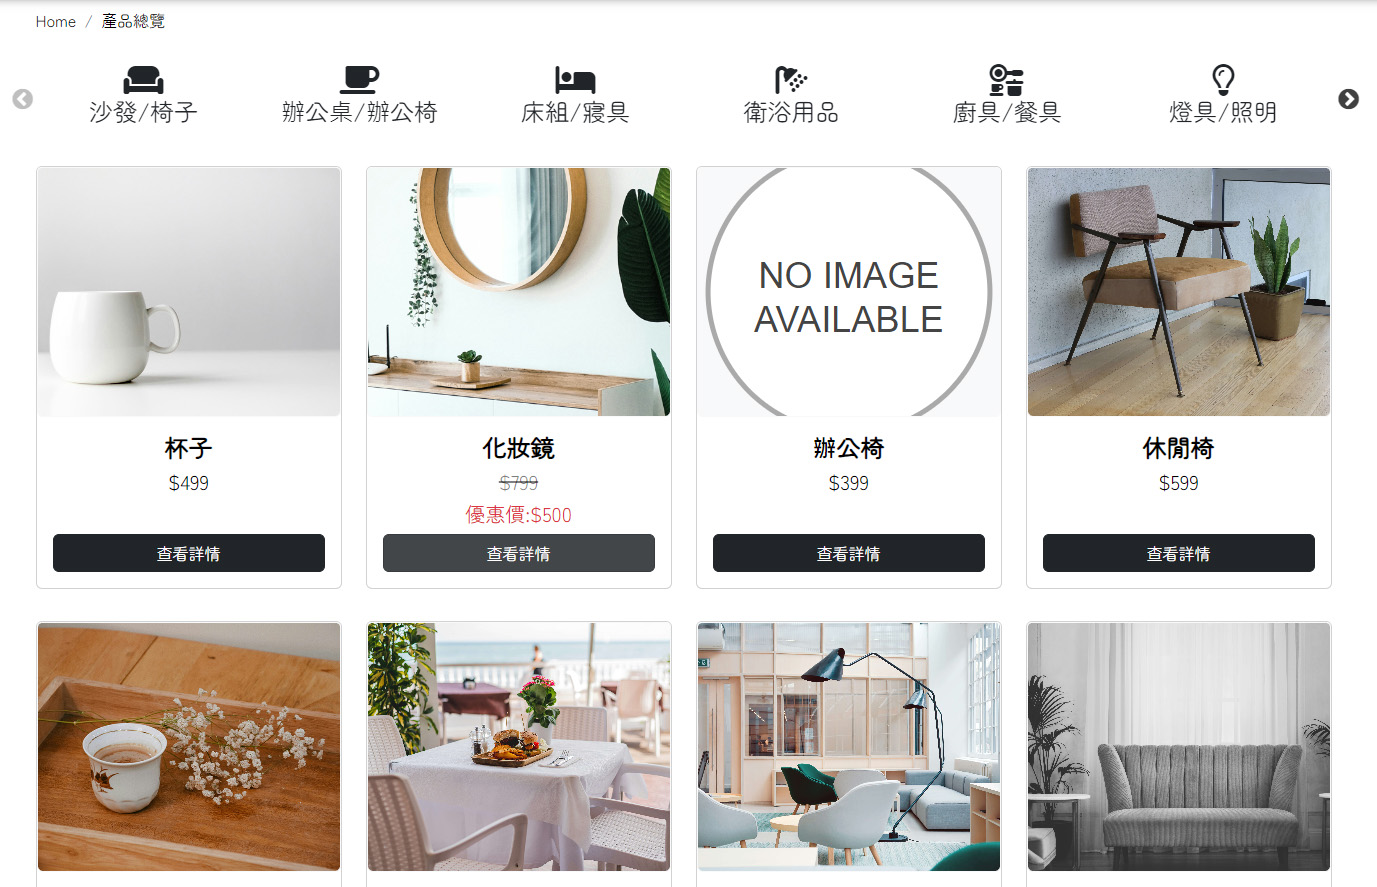 Home / 產品總覽
沙發/椅子
辦公桌/辦公椅
床組/寢具
衛浴用品
廚具/餐具
燈具/照明
NO IMAGE
AVAILABLE
杯子
化妝鏡
辦公椅
休閒椅
$499
$799
$399
$599
優惠價:$500
查看詳情
查看詳情
查看詳情
查看詳情